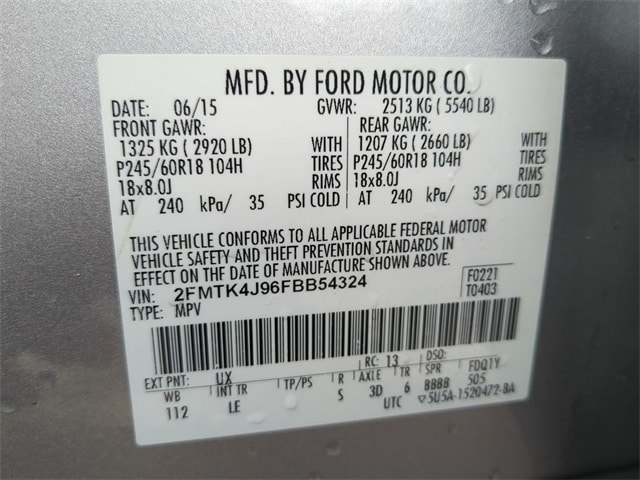 MFD. BY FORD MOTOR CO.
DATE: 06/15 GVWR: 2513 KG ( 5540 LB)
FRONT GAWR: REAR GAWR:
1325 KG ( 2920 LB) WITH 1207 KG ( 2660 LB) WITH
P245/60R18 104H TIRES P245/60R18 104H TIRES
18x8.0J RIMS 18x8.0J RIMS
AT 240 kPa/ 35 PSI COLD AT 240 kPa/ 35 PSI COLD
THIS VEHICLE CONFORMS TO ALL APPLICABLE FEDERAL MOTOR
VEHICLE SAFETY AND THEFT PREVENTION STANDARDS IN
EFFECT ON THE DATE OF MANUFACTURE SHOWN ABOVE.
VIN: 2FMTK4J96FBB54324 F0221
TYPE: MPV T0403
EXT PNT: UX RC: 13 DSO:
WB INT TR TP/PS R AXLE TR SPR FDQTY
112 LE S 3D 6 BBBB 505
UTC ▽5U5A-1520472-BA